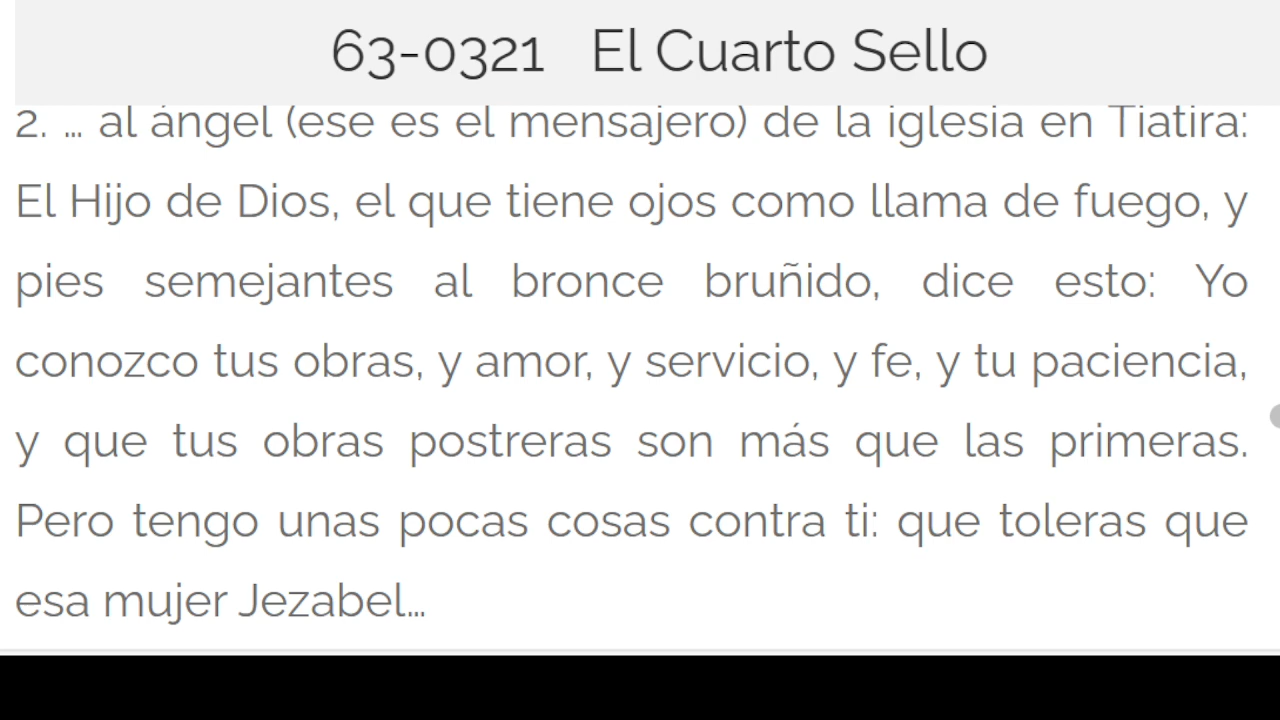 63-0321 El Cuarto Sello
2. ... al ángel (ese es el mensajero) de la iglesia en Tiatira:
El Hijo de Dios, el que tiene ojos como llama de fuego, y
pies semejantes al bronce bruñido, dice esto: Yo
conozco tus obras, y amor, y servicio, y fe, y tu paciencia,
y que tus obras postreras son más que las primeras.
Pero tengo unas pocas cosas contra ti: que toleras que
esa mujer Jezabel...